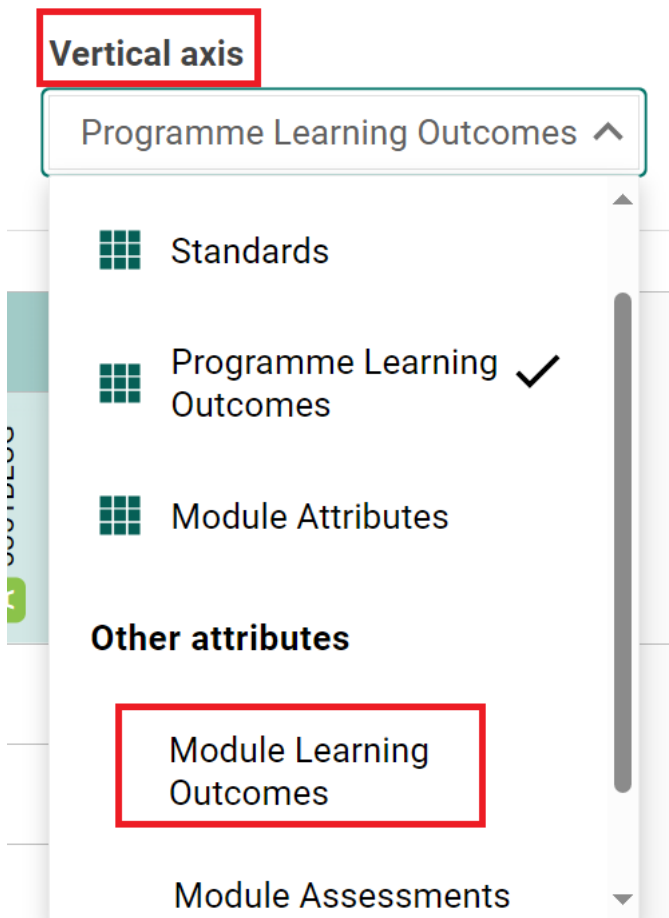 Vertical axis
Programme Learning Outcomes
Standards
Programme Learning
Outcomes
Module Attributes
Other attributes
Module Learning
Outcomes
Module Assessments